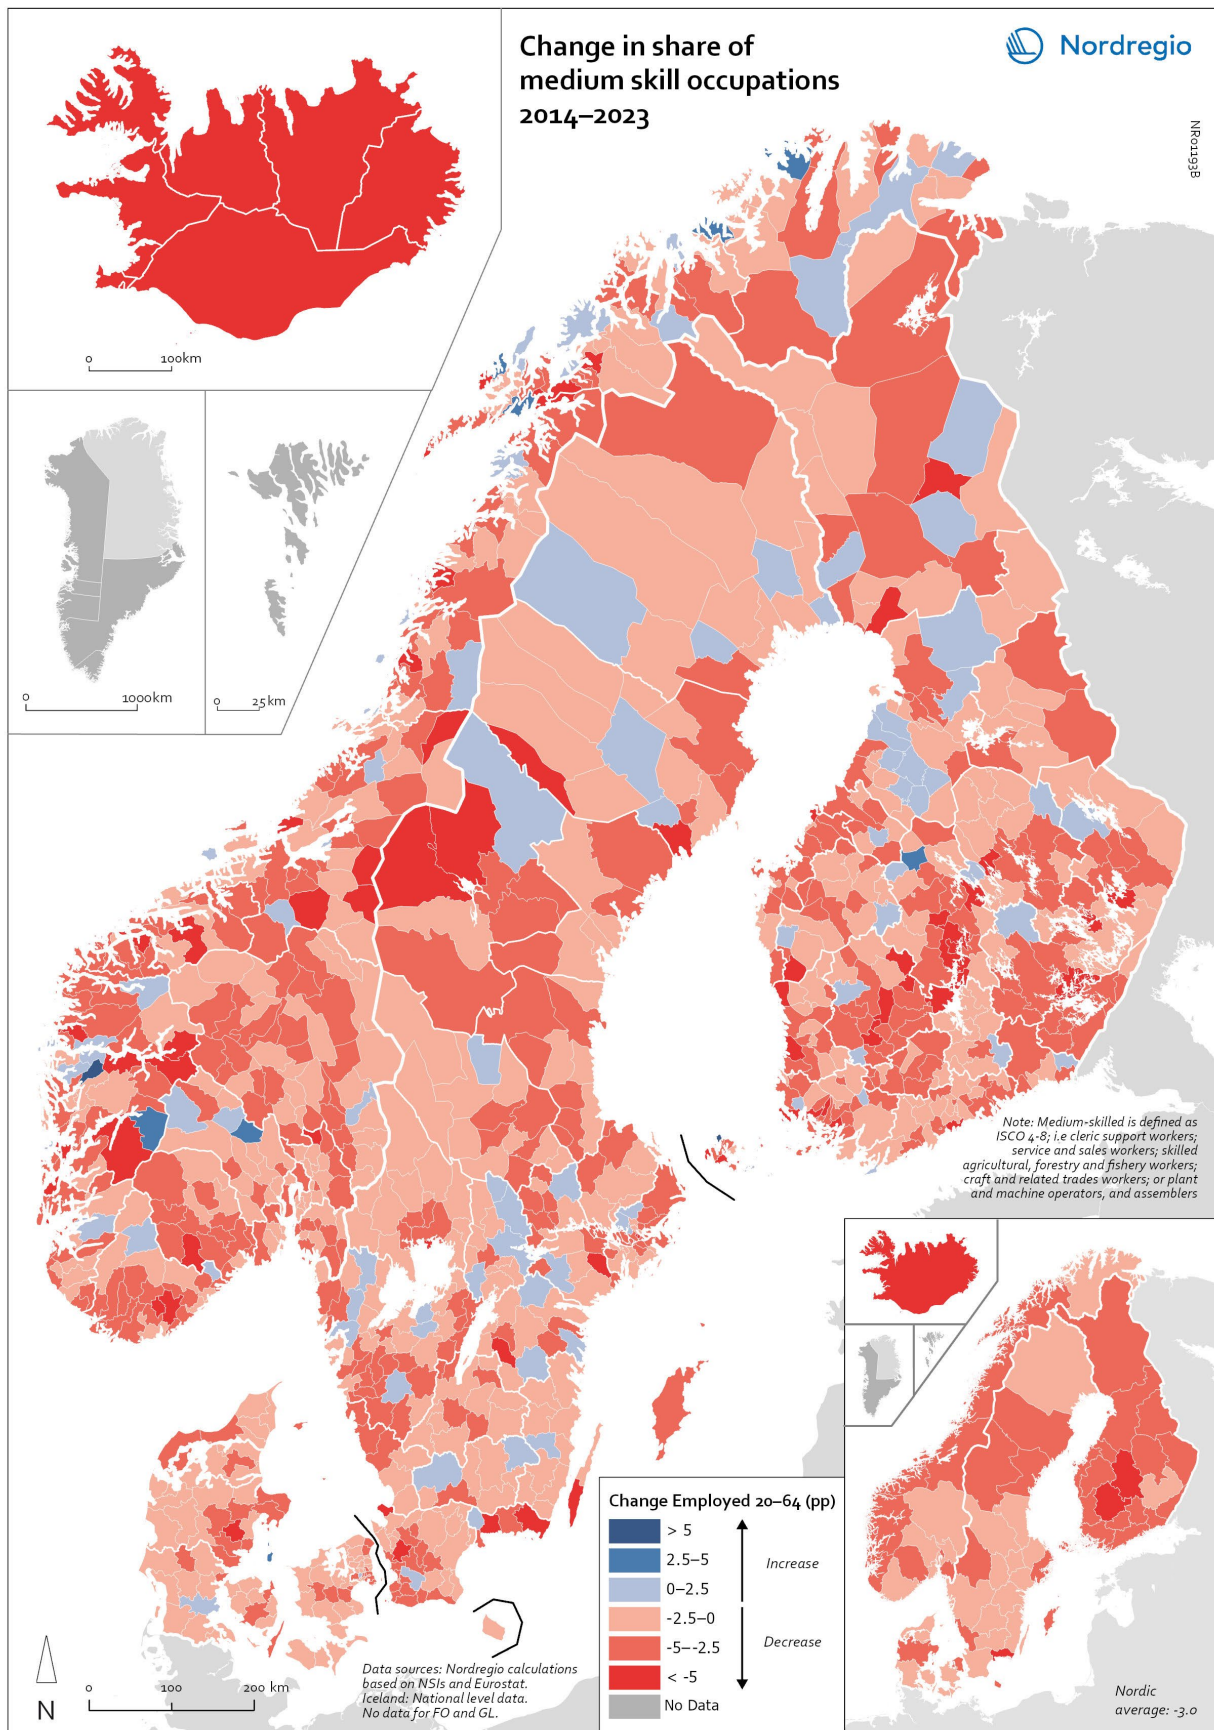 Change in share of
medium skill occupations
2014–2023
Nordregio
NR01193B
0 100km
0 1000km
0 25km
Note: Medium-skilled is defined as
ISCO 4-8; i.e cleric support workers;
service and sales workers; skilled
agricultural, forestry and fishery workers;
craft and related trades workers; or plant
and machine operators, and assemblers
Change Employed 20–64 (pp)
> 5
2.5–5
0–2.5
-2.5–0
-5–-2.5
< -5
No Data
Increase
Decrease
Nordic
average: -3.0
Data sources: Nordregio calculations
based on NSIs and Eurostat.
Iceland: National level data.
No data for FO and GL.
N
0 100 200 km